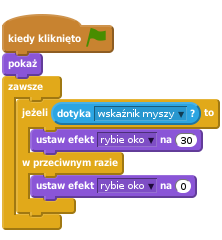 kiedy kliknięto
pokaż
zawsze
jeżeli dotyka wskaźnik myszy ? to
ustaw efekt rybie oko na 30
w przeciwnym razie
ustaw efekt rybie oko na 0